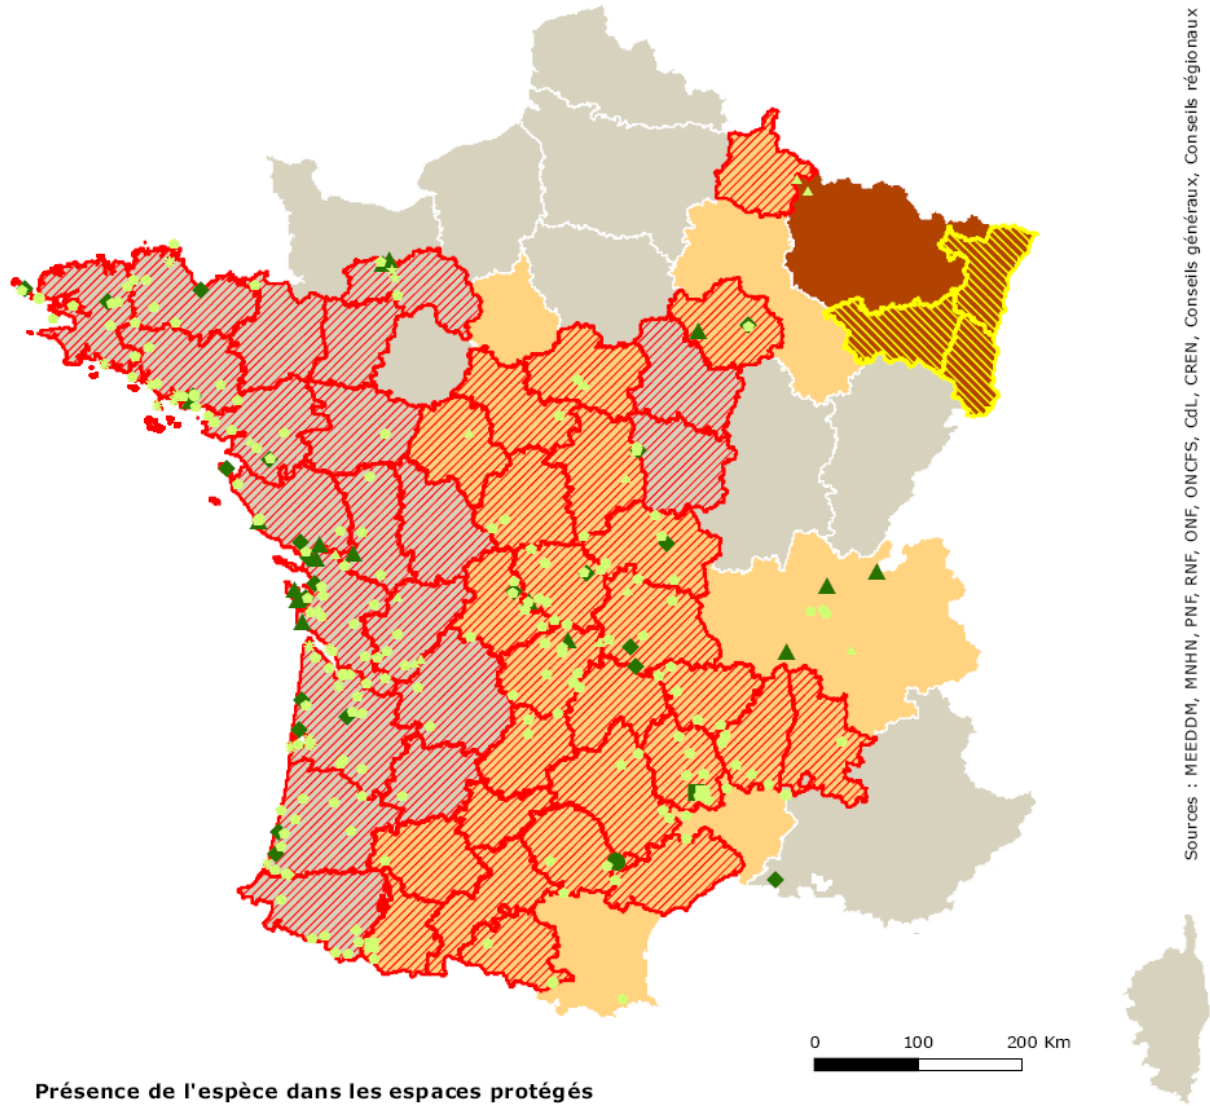 Sources : MEEDDM, MNHN, PNF, RNF, ONF, ONCFS, CdL, CREN, Conseils généraux, Conseils régionaux
0 100 200 Km
Présence de l'espèce dans les espaces protégés